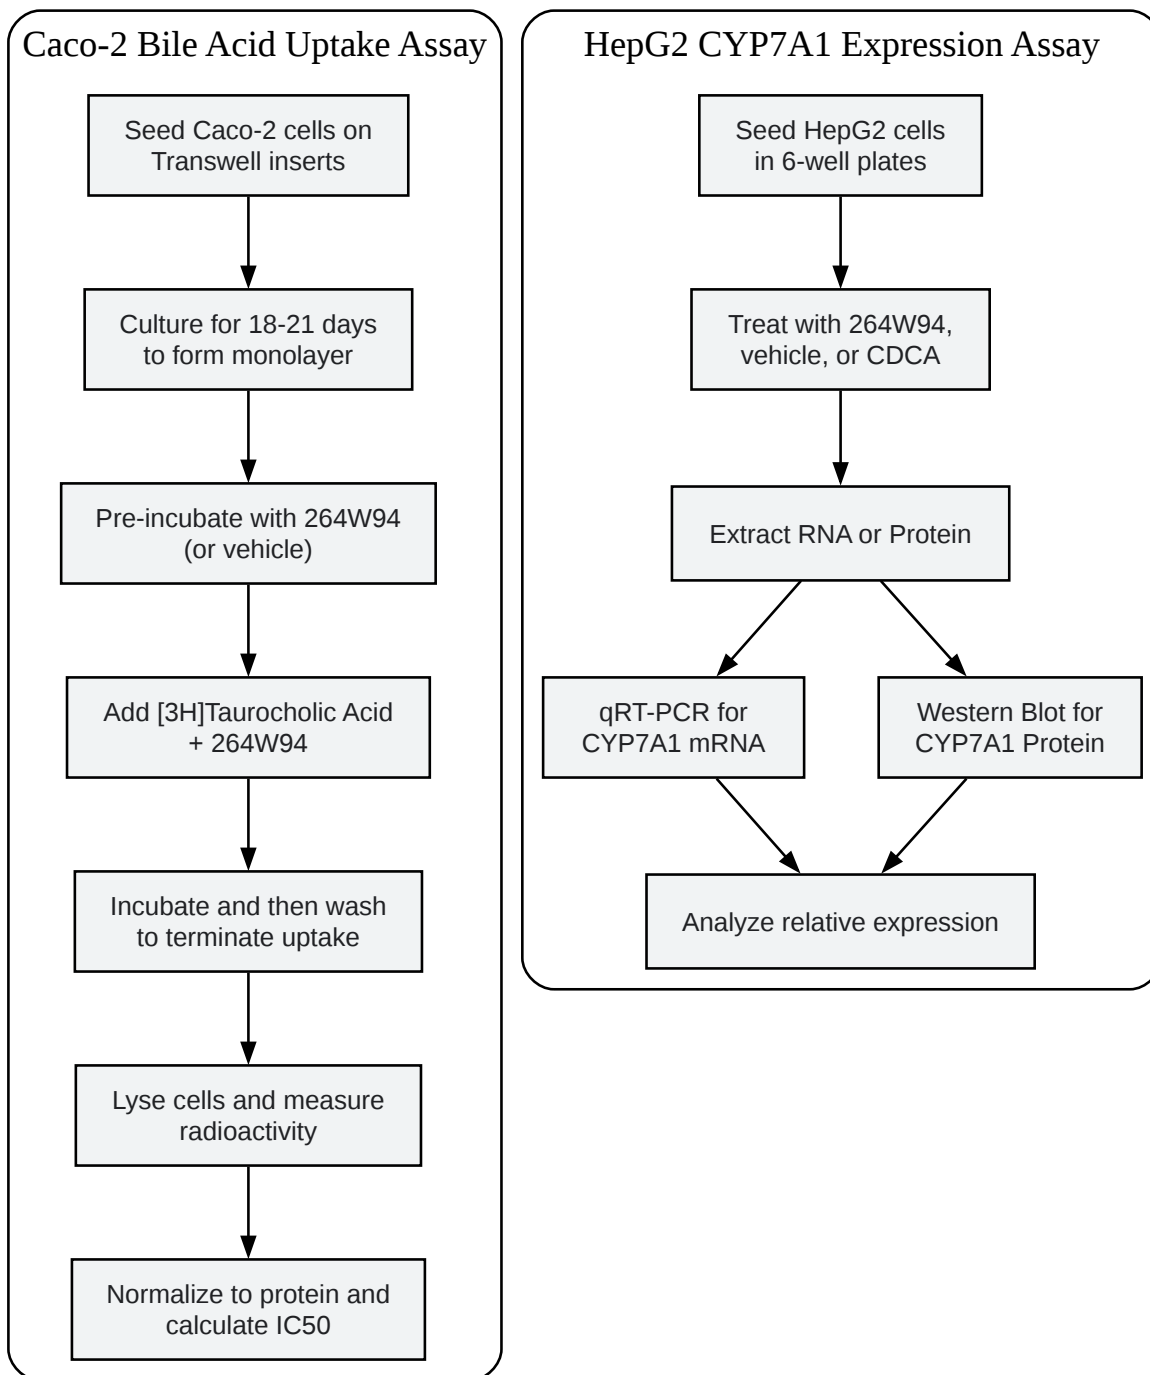 Caco-2 Bile Acid Uptake Assay
Seed Caco-2 cells on
Transwell inserts
Culture for 18-21 days
to form monolayer
Pre-incubate with 264W94
(or vehicle)
Add [3H]Taurocholic Acid
+ 264W94
Incubate and then wash
to terminate uptake
Lyse cells and measure
radioactivity
Normalize to protein and
calculate IC50
HepG2 CYP7A1 Expression Assay
Seed HepG2 cells
in 6-well plates
Treat with 264W94,
vehicle, or CDCA
Extract RNA or Protein
qRT-PCR for
CYP7A1 mRNA
Western Blot for
CYP7A1 Protein
Analyze relative expression